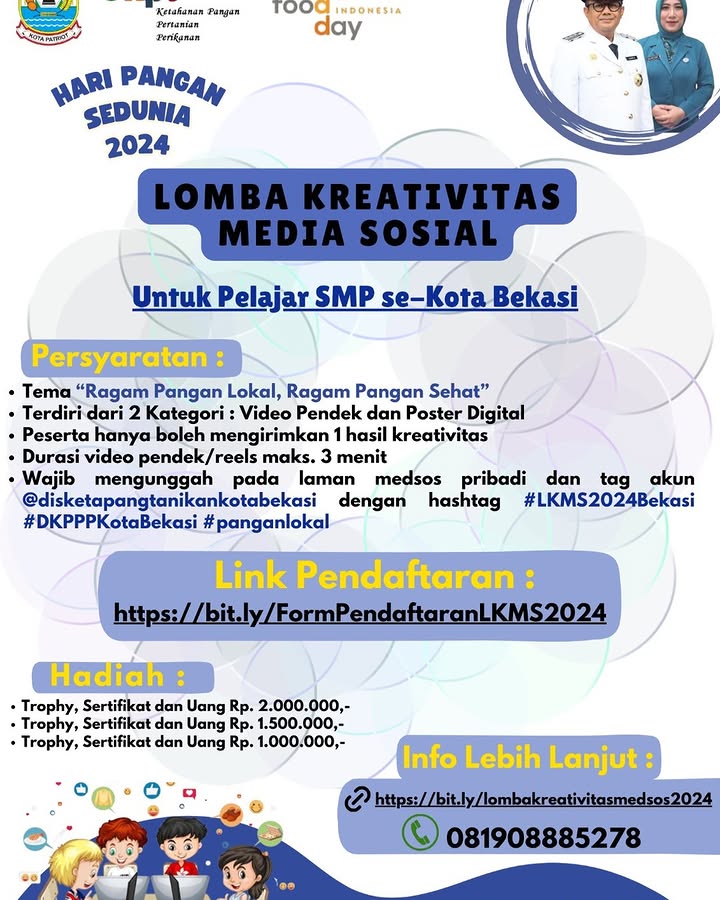 KOTA PATRIOT
Ketahanan Pangan
Pertanian
Perikanan
food INDONESIA
day
HARI PANGAN
SEDUNIA
2024
LOMBA KREATIVITAS
MEDIA SOSIAL
Untuk Pelajar SMP se-Kota Bekasi
Persyaratan :
• Tema “Ragam Pangan Lokal, Ragam Pangan Sehat”
• Terdiri dari 2 Kategori : Video Pendek dan Poster Digital
• Peserta hanya boleh mengirimkan 1 hasil kreativitas
• Durasi video pendek/reels maks. 3 menit
• Wajib mengunggah pada laman medsos pribadi dan tag akun
@disketapangtanikankotabekasi dengan hashtag #LKMS2024Bekasi
#DKPPPKotaBekasi #panganlokal
Link Pendaftaran :
https://bit.ly/FormPendaftaranLKMS2024
Hadiah :
• Trophy, Sertifikat dan Uang Rp. 2.000.000,-
• Trophy, Sertifikat dan Uang Rp. 1.500.000,-
• Trophy, Sertifikat dan Uang Rp. 1.000.000,-
Info Lebih Lanjut :
https://bit.ly/lombakreativitasmedsos2024
081908885278